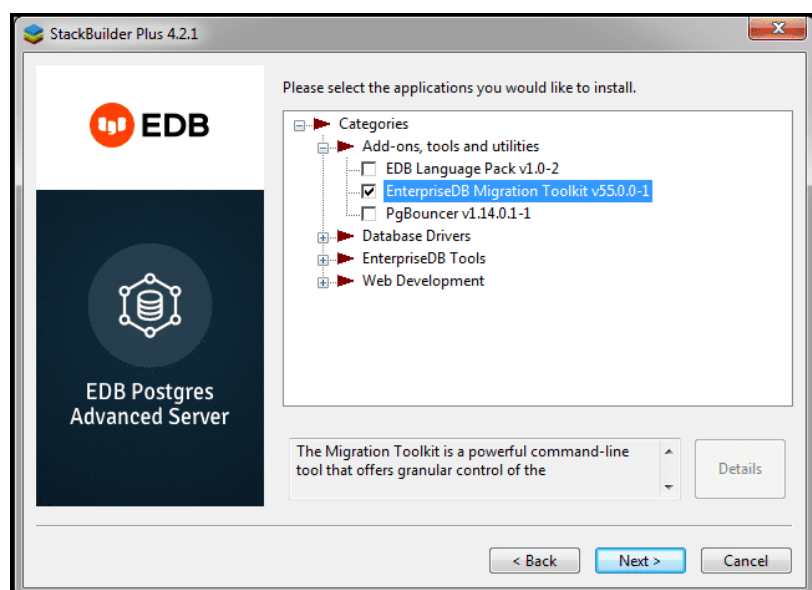 StackBuilder Plus 4.2.1
EDB
EDB Postgres
Advanced Server
Please select the applications you would like to install.
Categories
Add-ons, tools and utilities
EDB Language Pack v1.0-2
EnterpriseDB Migration Toolkit v55.0.0-1
PgBouncer v1.14.0.1-1
Database Drivers
EnterpriseDB Tools
Web Development
The Migration Toolkit is a powerful command-line
tool that offers granular control of the
Details
< Back
Next >
Cancel